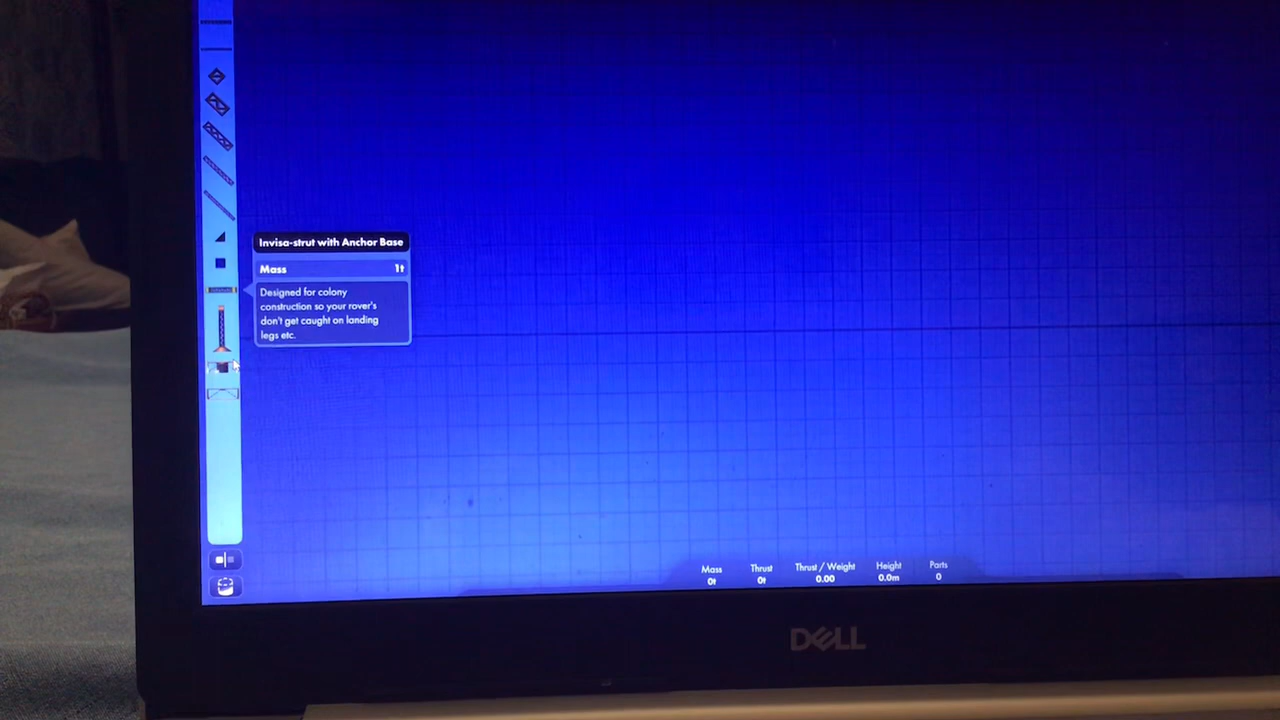 Invisa-strut with Anchor Base
Mass 1t
Designed for colony
construction so your rover's
don't get caught on landing
legs etc.
Mass Thrust Thrust / Weight Height Parts
0t 0t 0.00 0.0m 0
DELL